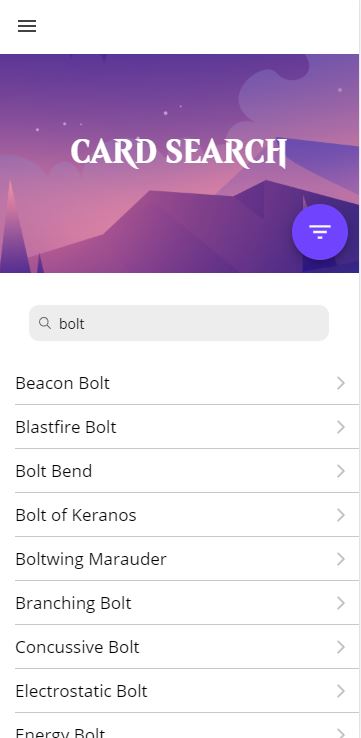 CARD SEARCH
bolt
Beacon Bolt
Blastfire Bolt
Bolt Bend
Bolt of Keranos
Boltwing Marauder
Branching Bolt
Concussive Bolt
Electrostatic Bolt
Energy Bolt